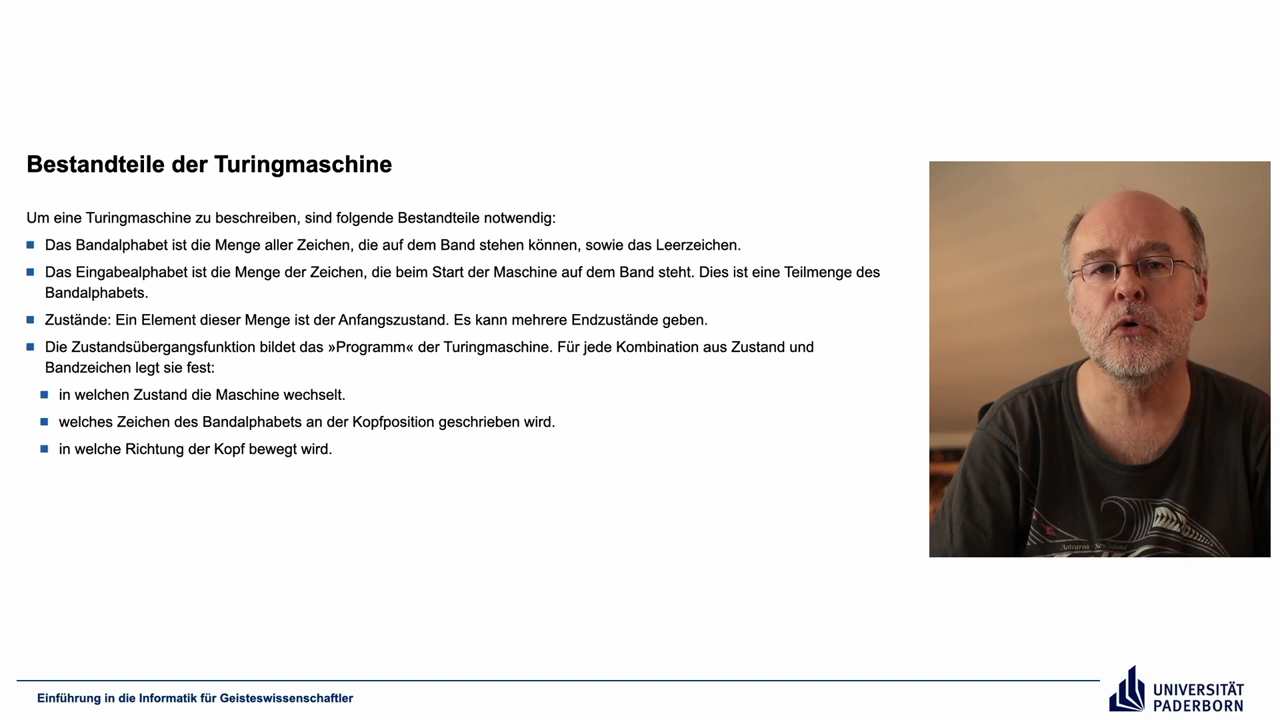 Bestandteile der Turingmaschine
Um eine Turingmaschine zu beschreiben, sind folgende Bestandteile notwendig:
Das Bandalphabet ist die Menge aller Zeichen, die auf dem Band stehen können, sowie das Leerzeichen.
Das Eingabealphabet ist die Menge der Zeichen, die beim Start der Maschine auf dem Band steht. Dies ist eine Teilmenge des
Bandalphabets.
Zustände: Ein Element dieser Menge ist der Anfangszustand. Es kann mehrere Endzustände geben.
Die Zustandsübergangsfunktion bildet das »Programm« der Turingmaschine. Für jede Kombination aus Zustand und
Bandzeichen legt sie fest:
in welchen Zustand die Maschine wechselt.
welches Zeichen des Bandalphabets an der Kopfposition geschrieben wird.
in welche Richtung der Kopf bewegt wird.
Aotearoa - New Zealand
Einführung in die Informatik für Geisteswissenschaftler
UNIVERSITÄT
PADERBORN